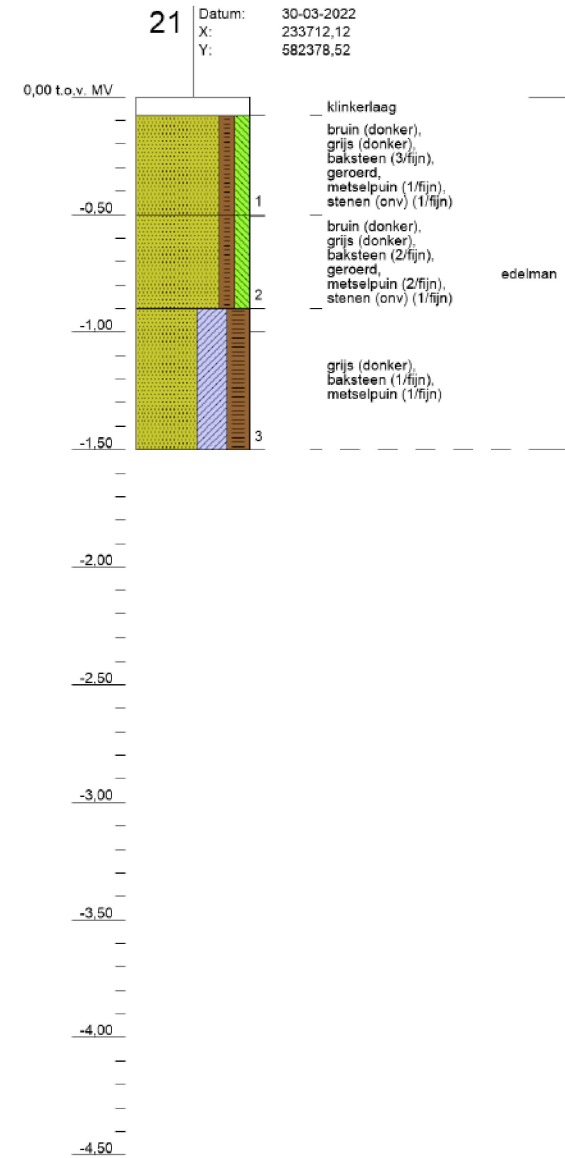 21
Datum: 30-03-2022
X: 233712,12
Y: 582378,52
0,00 t.o.v. MV
klinkerlaag
bruin (donker),
grijs (donker),
baksteen (3/fijn),
geroerd,
metselpuin (1/fijn),
stenen (onv) (1/fijn)
1
-0,50
bruin (donker),
grijs (donker),
baksteen (2/fijn),
geroerd,
metselpuin (2/fijn),
stenen (onv) (1/fijn)
edelman
2
-1,00
grijs (donker),
baksteen (1/fijn),
metselpuin (1/fijn)
3
-1,50
-2,00
-2,50
-3,00
-3,50
-4,00
-4,50